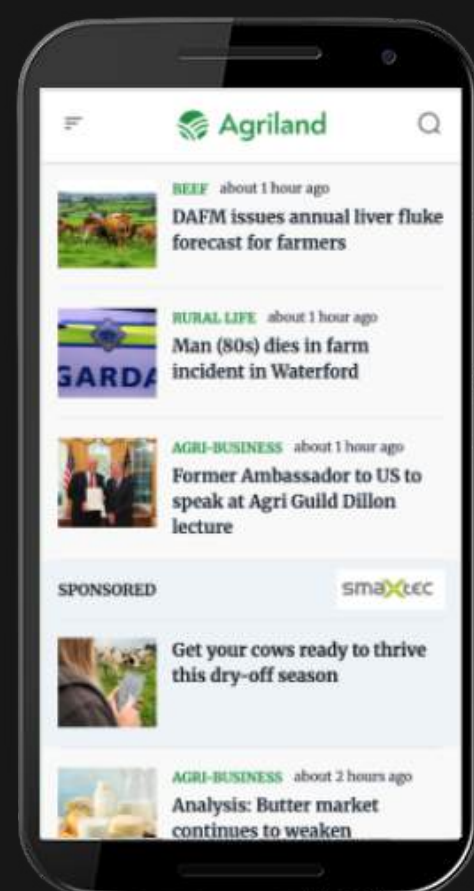 Agriland
BEEF about 1 hour ago
DAFM issues annual liver fluke
forecast for farmers
RURAL LIFE about 1 hour ago
Man (80s) dies in farm
incident in Waterford
GARDA
AGRI-BUSINESS about 1 hour ago
Former Ambassador to US to
speak at Agri Guild Dillon
lecture
SPONSORED
smaxtec
Get your cows ready to thrive
this dry-off season
AGRI-BUSINESS about 2 hours ago
Analysis: Butter market
continues to weaken